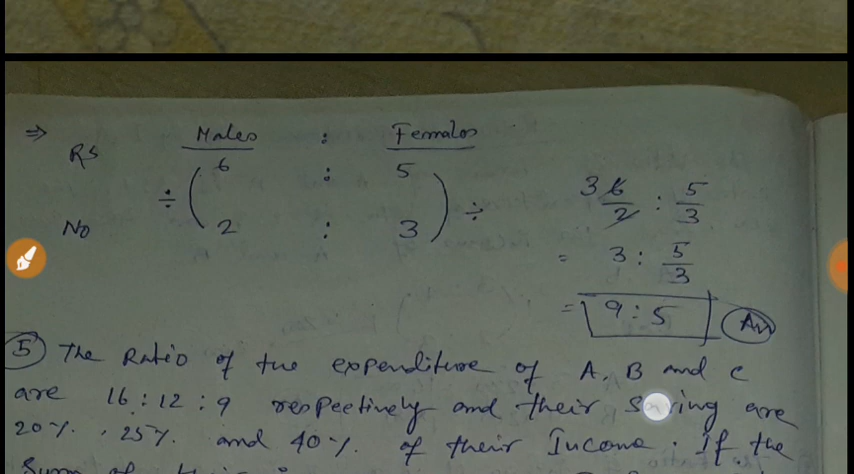 ⇒ Males : Females
Rs 6 : 5
÷ ( ) ÷
No 2 : 3
3 6/2 : 5/3
= 3 : 5/3
= 9 : 5 Ans
5 The Ratio of the expenditure of A, B and C
are 16 : 12 : 9 respectively and their saving are
20%, 25% and 40% of their Income. If the
Sum of